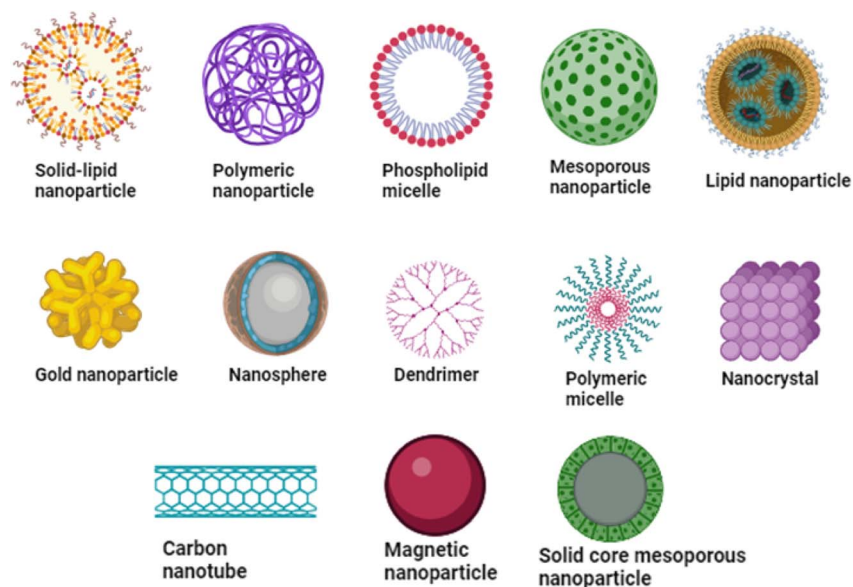 Solid-lipid
nanoparticle
Polymeric
nanoparticle
Phospholipid
micelle
Mesoporous
nanoparticle
Lipid nanoparticle
Gold nanoparticle
Nanosphere
Dendrimer
Polymeric
micelle
Nanocrystal
Carbon
nanotube
Magnetic
nanoparticle
Solid core mesoporous
nanoparticle